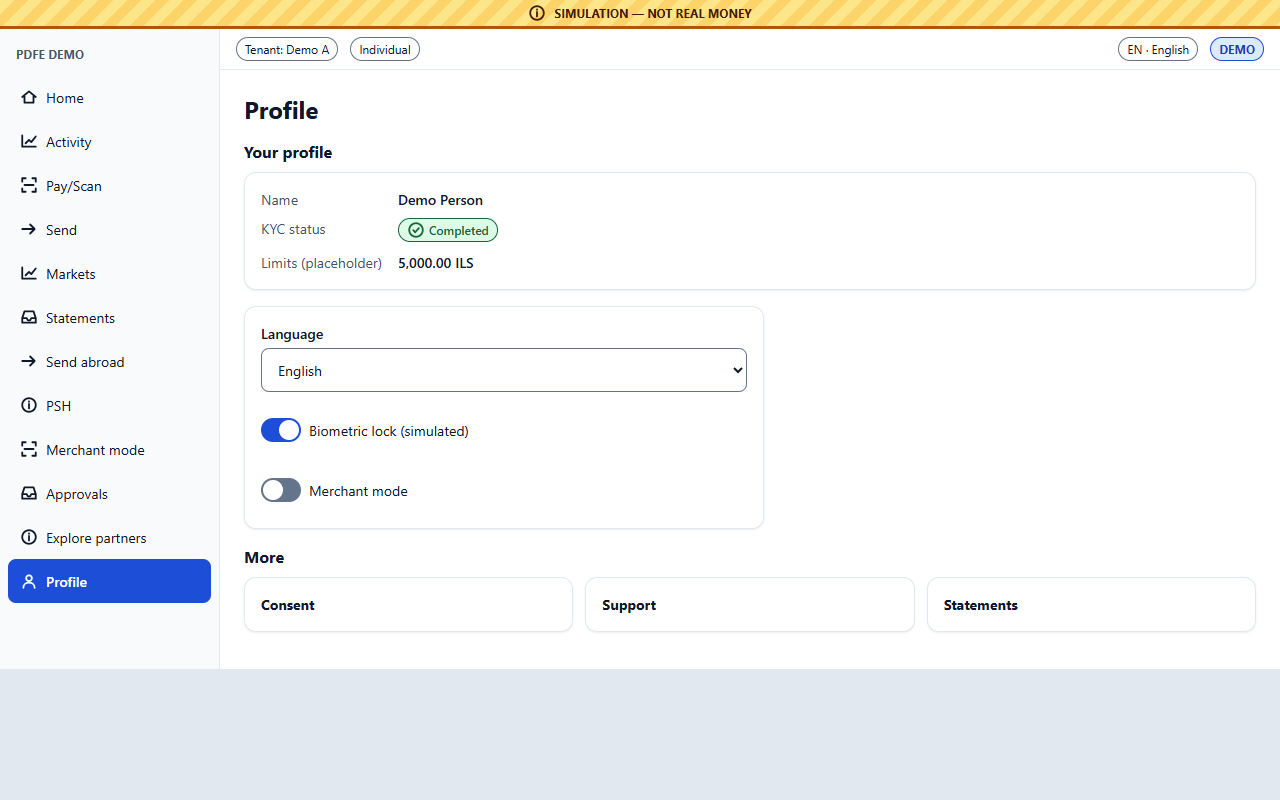 SIMULATION — NOT REAL MONEY
PDFE DEMO
Tenant: Demo A
Individual
EN · English
DEMO
Home
Activity
Pay/Scan
Send
Markets
Statements
Send abroad
PSH
Merchant mode
Approvals
Explore partners
Profile
Profile
Your profile
Name Demo Person
KYC status Completed
Limits (placeholder) 5,000.00 ILS
Language
English
Biometric lock (simulated)
Merchant mode
More
Consent
Support
Statements